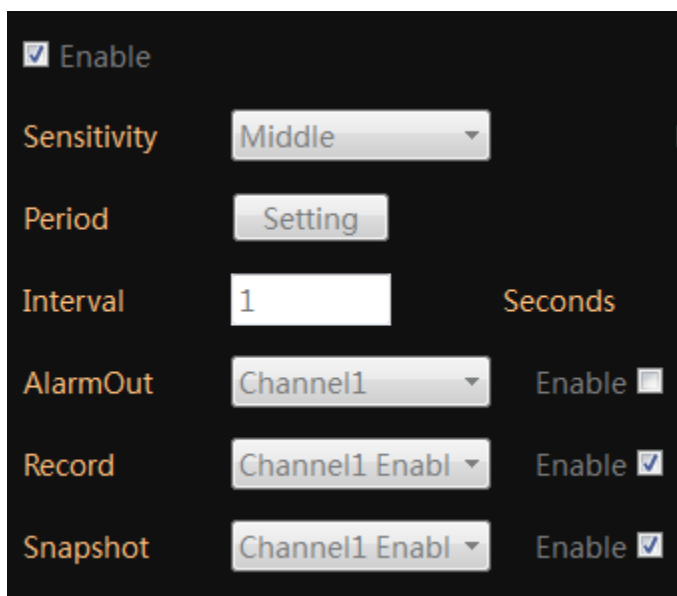 Enable
Sensitivity Middle
Period Setting
Interval 1 Seconds
AlarmOut Channel1 Enable
Record Channel1 Enabl Enable
Snapshot Channel1 Enabl Enable